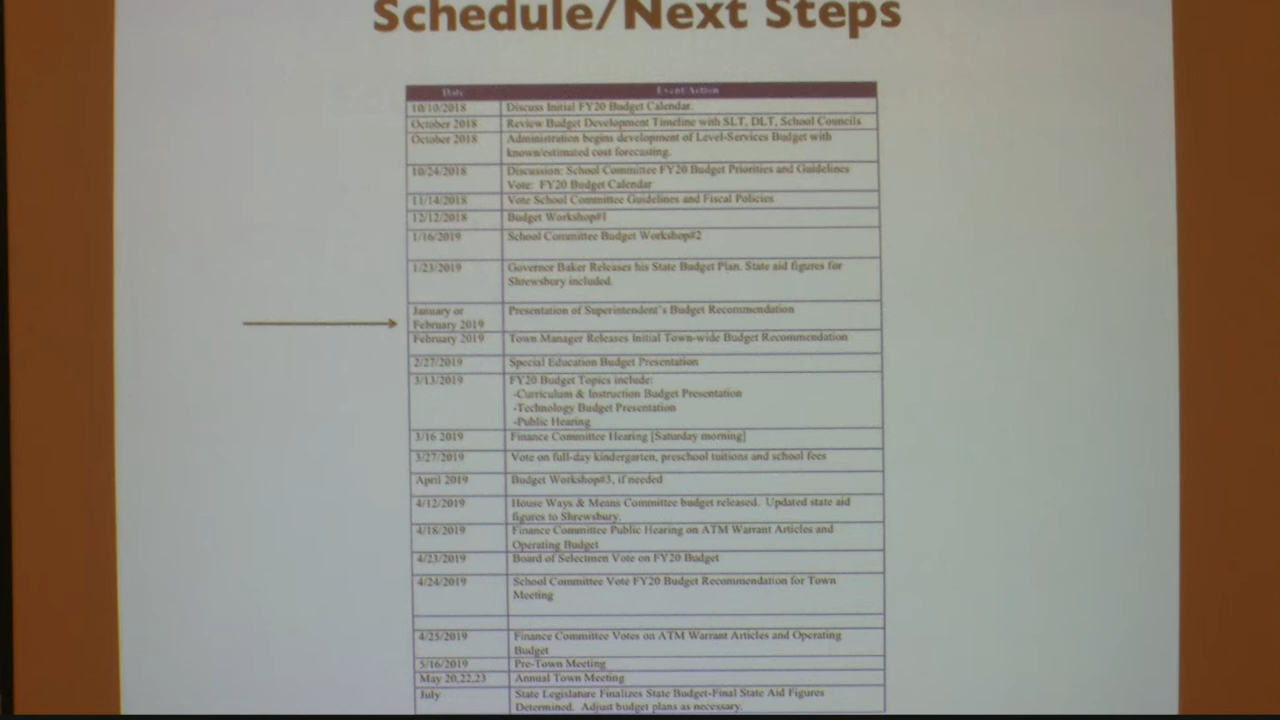 Schedule/Next Steps
Date Event/Action
10/10/2018 Discuss Initial FY20 Budget Calendar.
October 2018 Review Budget Development Timeline with SLT, DLT, School Councils
October 2018 Administration begins development of Level-Services Budget with
known/estimated cost forecasting.
10/24/2018 Discussion: School Committee FY20 Budget Priorities and Guidelines
Vote: FY20 Budget Calendar
11/14/2018 Vote School Committee Guidelines and Fiscal Policies
12/12/2018 Budget Workshop#1
1/16/2019 School Committee Budget Workshop#2
1/23/2019 Governor Baker Releases his State Budget Plan. State aid figures for
Shrewsbury included.
January or Presentation of Superintendent's Budget Recommendation
February 2019
February 2019 Town Manager Releases Initial Town-wide Budget Recommendation
2/27/2019 Special Education Budget Presentation
3/13/2019 FY20 Budget Topics include:
-Curriculum & Instruction Budget Presentation
-Technology Budget Presentation
-Public Hearing
3/16 2019 Finance Committee Hearing [Saturday morning]
3/27/2019 Vote on full-day kindergarten, preschool tuitions and school fees
April 2019 Budget Workshop#3, if needed
4/12/2019 House Ways & Means Committee budget released. Updated state aid
figures to Shrewsbury.
4/18/2019 Finance Committee Public Hearing on ATM Warrant Articles and
Operating Budget
4/23/2019 Board of Selectmen Vote on FY20 Budget
4/24/2019 School Committee Vote FY20 Budget Recommendation for Town
Meeting
4/25/2019 Finance Committee Votes on ATM Warrant Articles and Operating
Budget
5/16/2019 Pre-Town Meeting
May 20,22,23 Annual Town Meeting
July State Legislature Finalizes State Budget-Final State Aid Figures
Determined. Adjust budget plans as necessary.